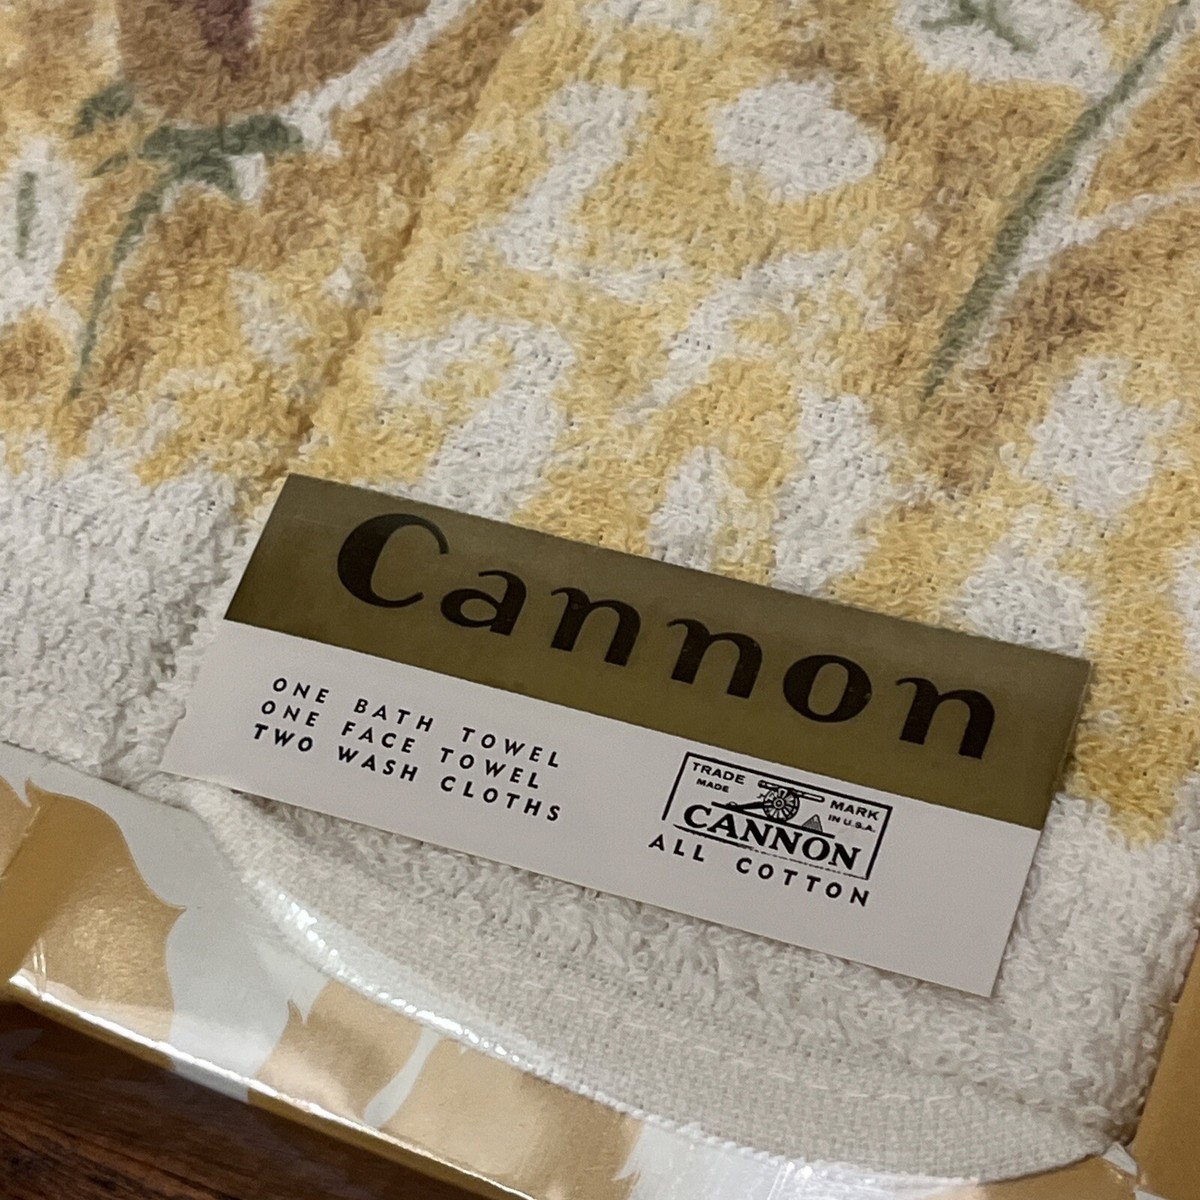 Cannon
ONE BATH TOWEL
ONE FACE TOWEL
TWO WASH CLOTHS
TRADE MARK
MADE IN U.S.A.
CANNON
ALL COTTON